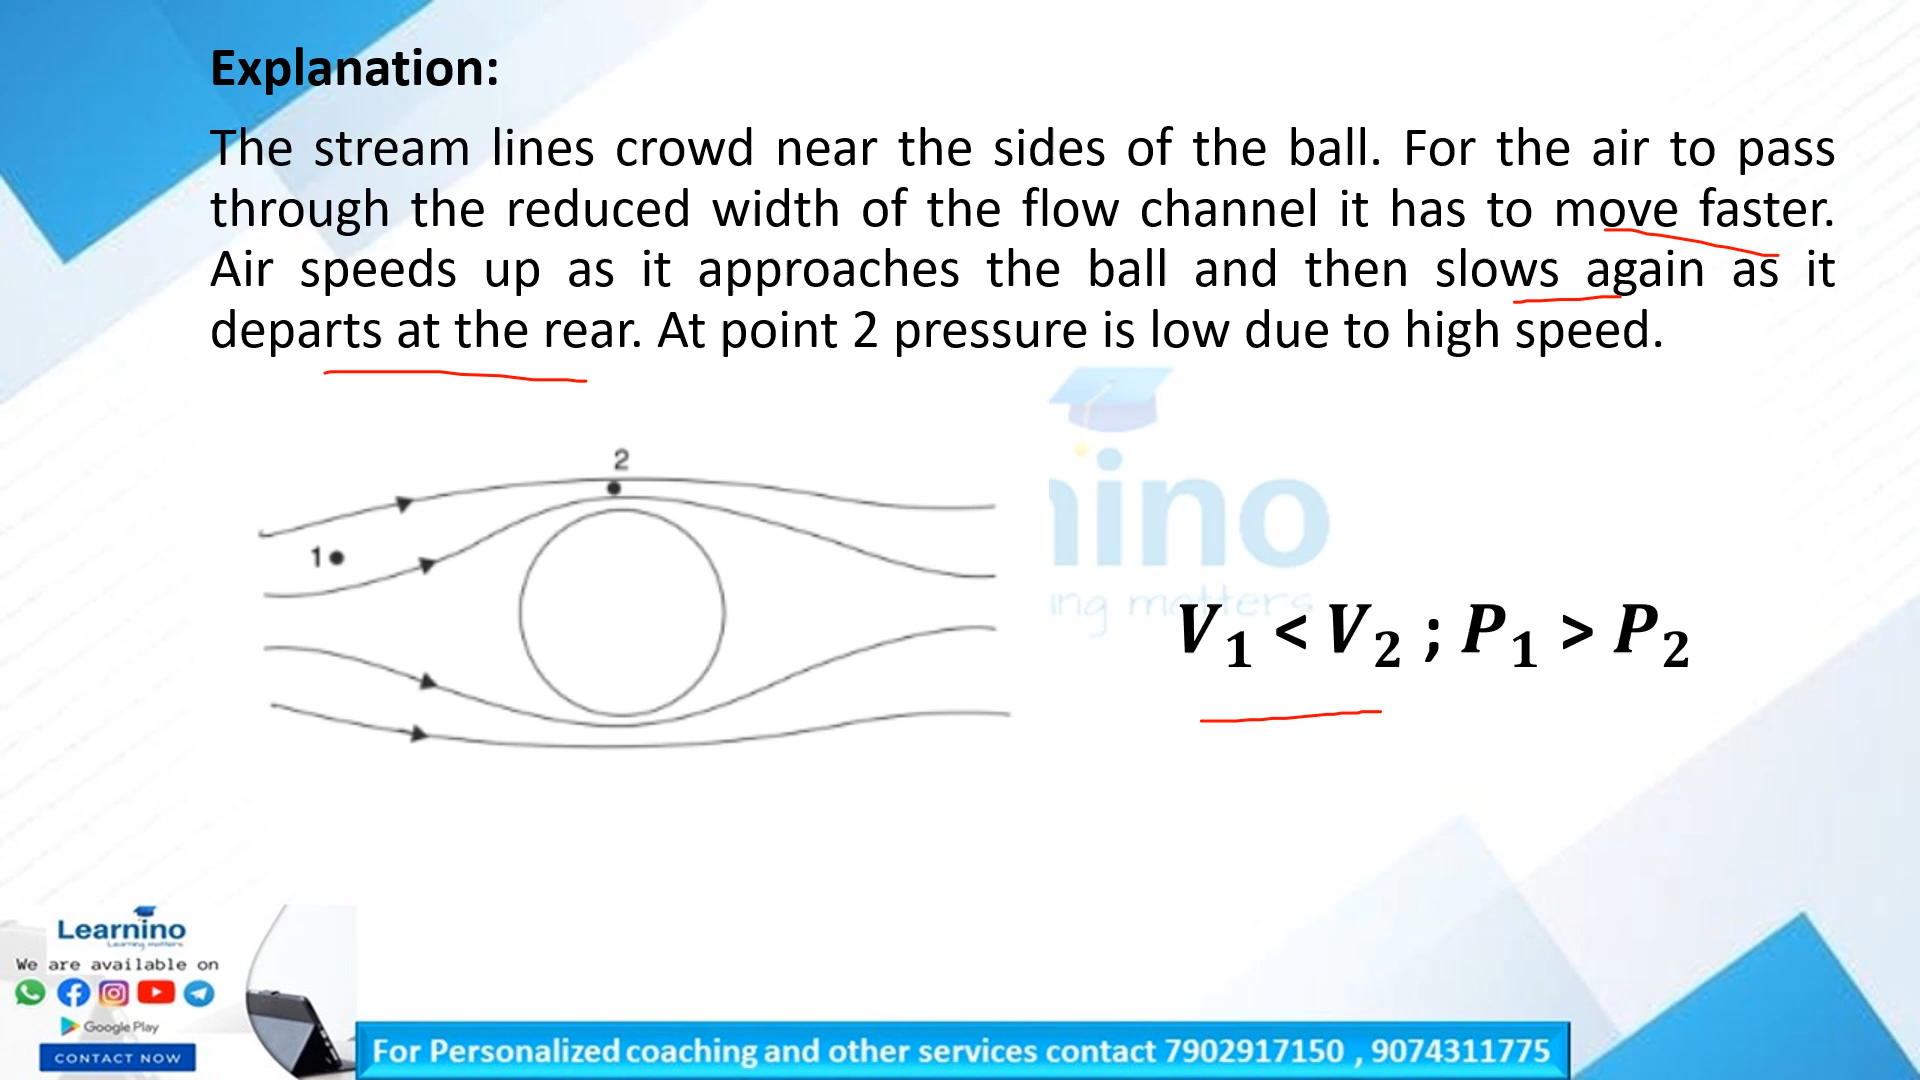 Explanation:
The stream lines crowd near the sides of the ball. For the air to pass
through the reduced width of the flow channel it has to move faster.
Air speeds up as it approaches the ball and then slows again as it
departs at the rear. At point 2 pressure is low due to high speed.
2
1
nino
ing matters
V₁ < V₂ ; P₁ > P₂
Learnino
Learning matters
We are available on
Google Play
CONTACT NOW
For Personalized coaching and other services contact 7902917150 , 9074311775